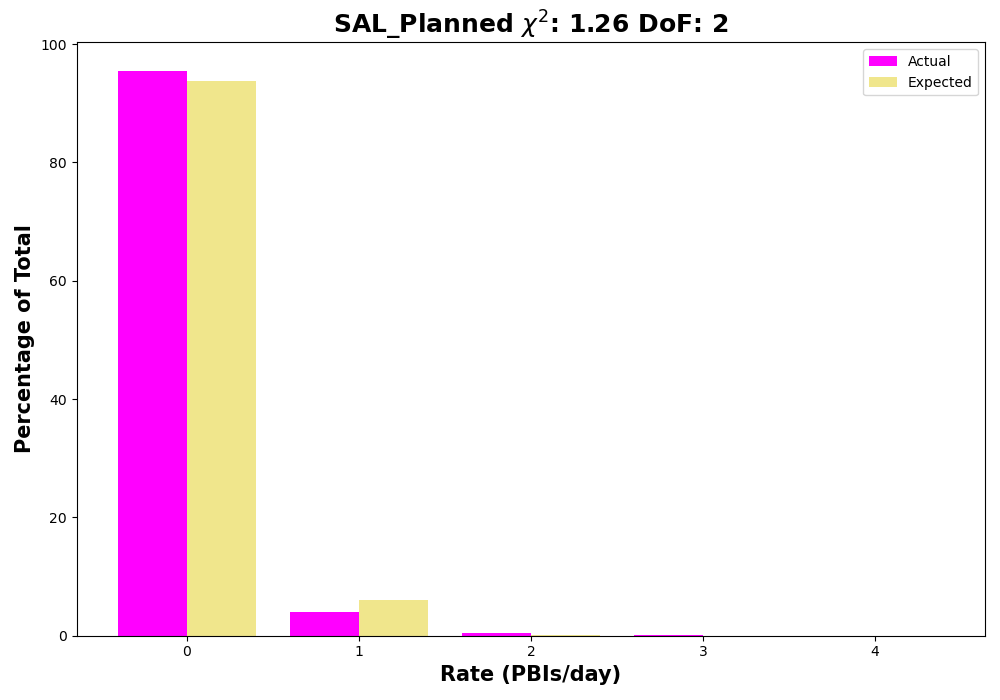 SAL_Planned χ²: 1.26 DoF: 2
Actual
Expected
Percentage of Total
100
80
60
40
20
0
0 1 2 3 4
Rate (PBIs/day)